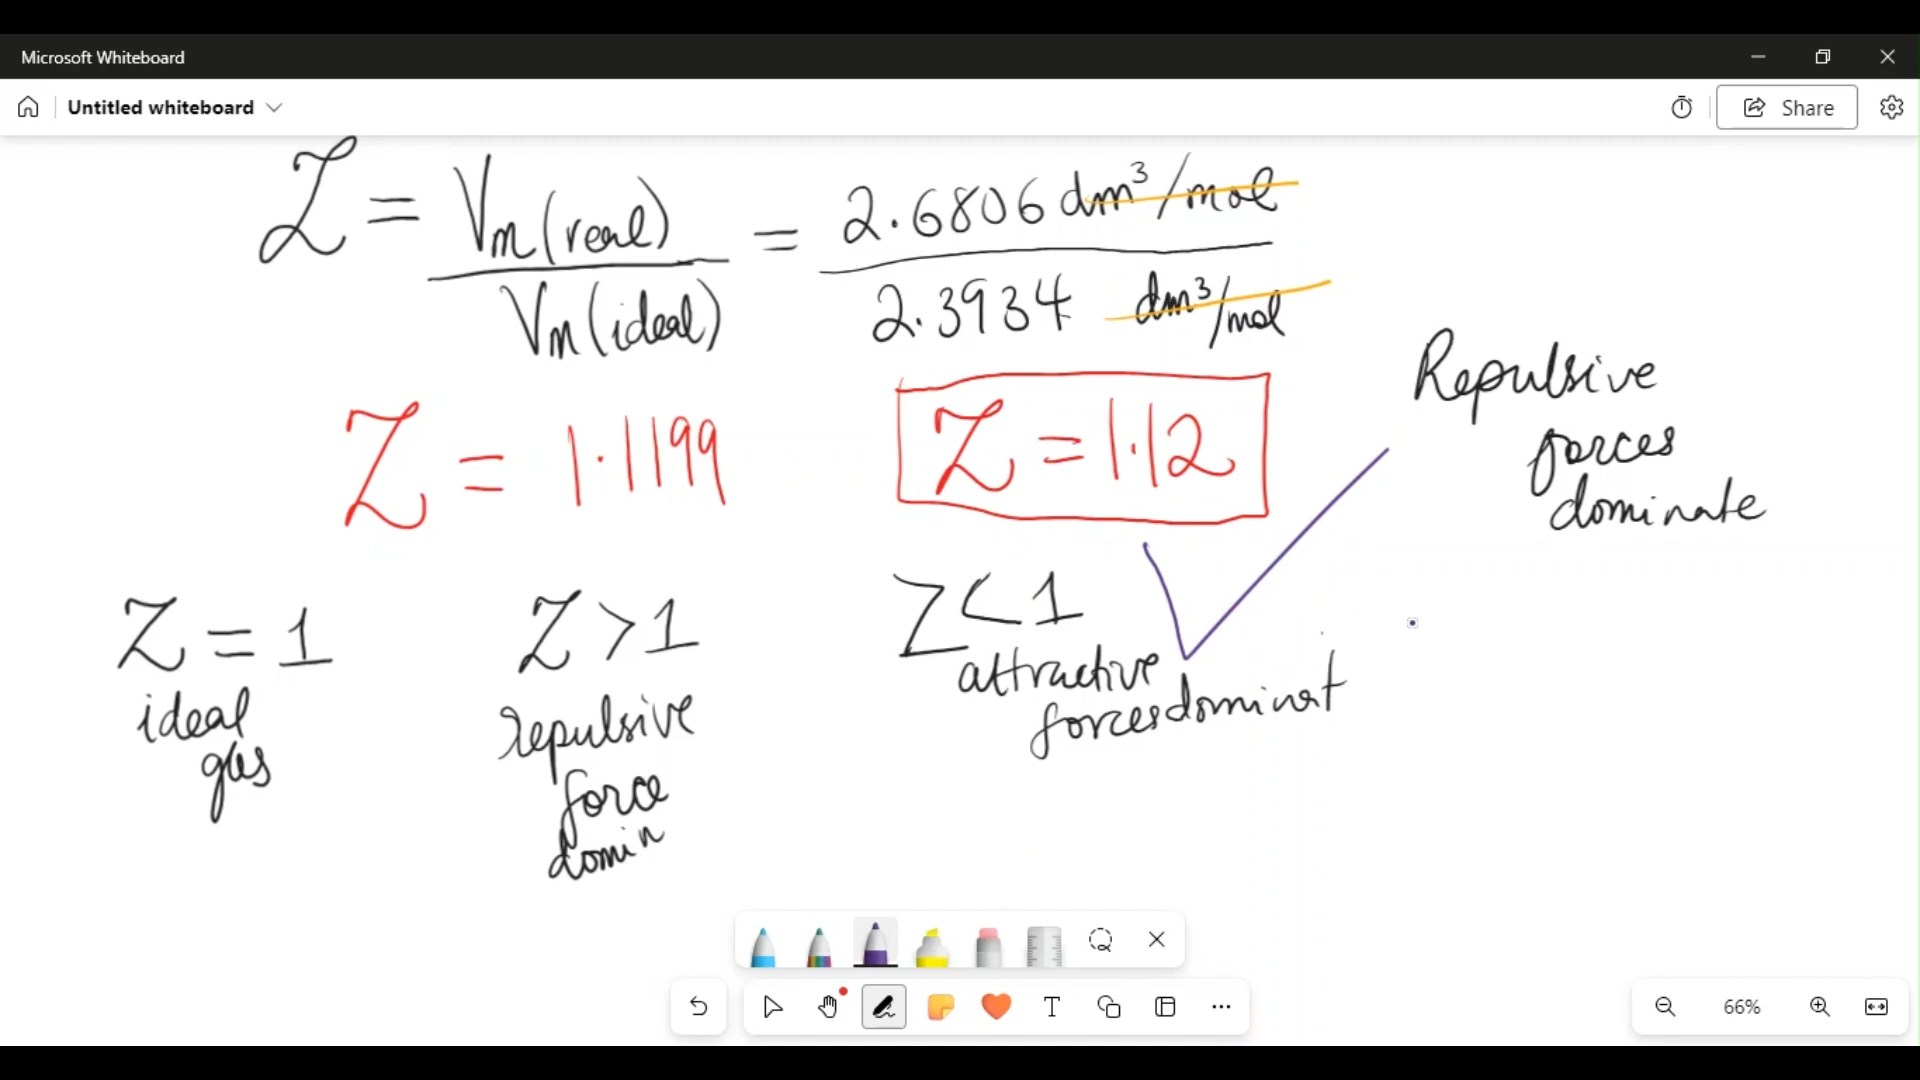 Microsoft Whiteboard
Untitled whiteboard
Share
Z = Vm(real) / Vm(ideal) = 2.6806 dm³/mol / 2.3934 dm³/mol
Z = 1.1199
Z = 1.12
Repulsive
forces
dominate
Z = 1
ideal
gas
Z > 1
repulsive
force
domin
Z < 1
attractive
forces dominat
T
66%